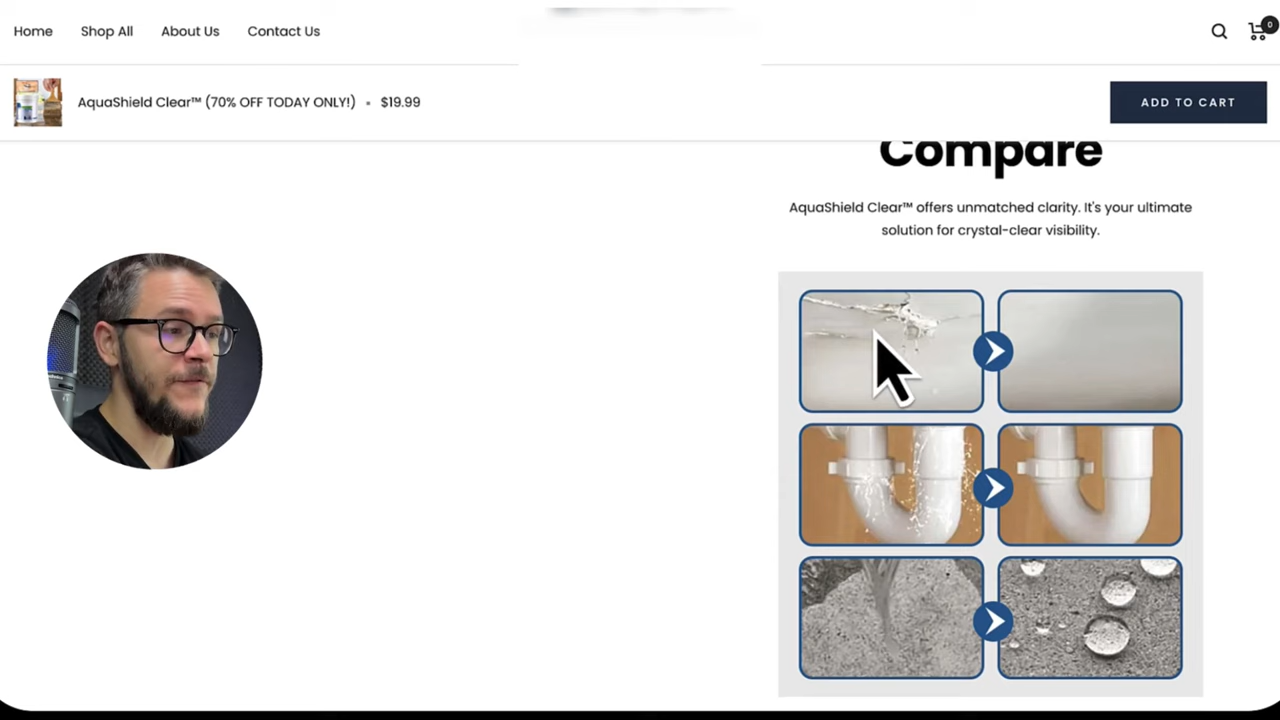 Home Shop All About Us Contact Us 0
AquaShield Clear™ (70% OFF TODAY ONLY!) • $19.99 ADD TO CART
Compare
AquaShield Clear™ offers unmatched clarity. It's your ultimate
solution for crystal-clear visibility.